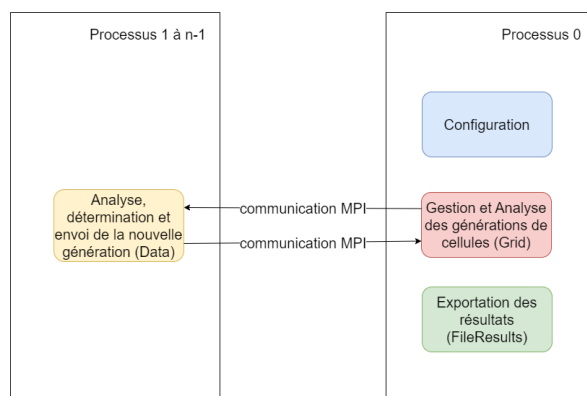 Processus 1 à n-1
Processus 0
Configuration
Analyse,
détermination et
envoi de la nouvelle
génération (Data)
communication MPI
communication MPI
Gestion et Analyse
des générations de
cellules (Grid)
Exportation des
résultats
(FileResults)